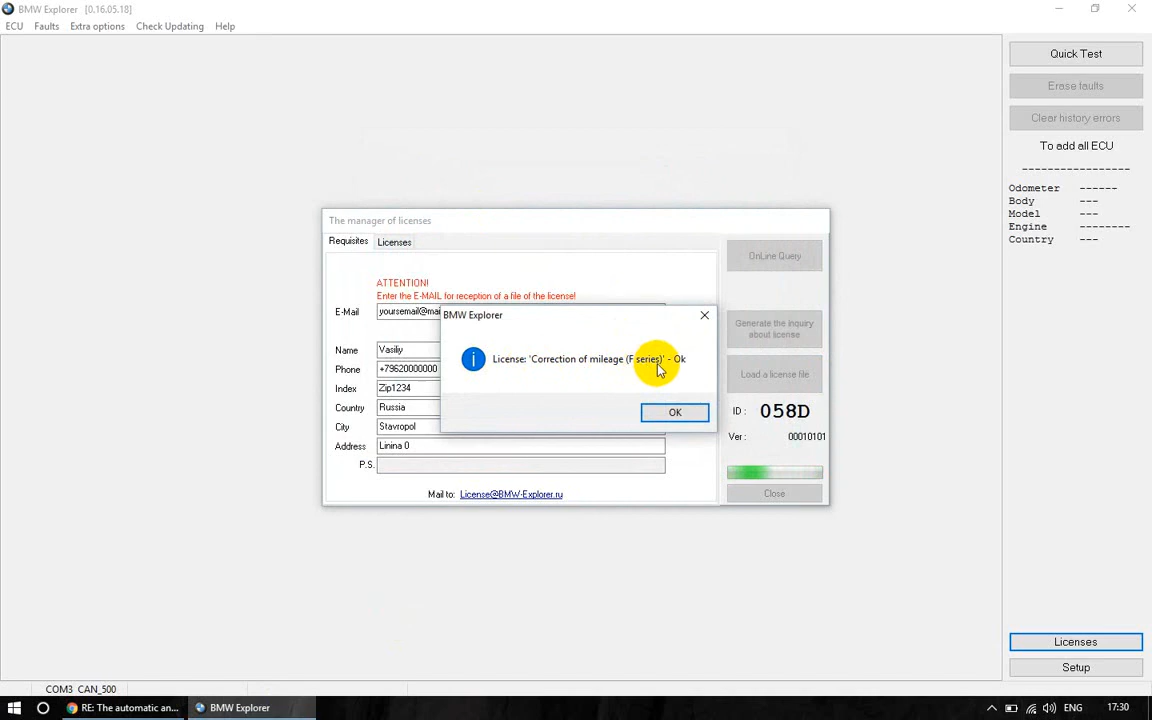 BMW Explorer [0.16.05.18]
ECU Faults Extra options Check Updating Help
Quick Test
Erase faults
Clear history errors
To add all ECU
-----------------
Odometer ------
Body ---
Model ---
Engine --------
Country ---
The manager of licenses
Requisites Licenses
OnLine Query
ATTENTION!
Enter the E-MAIL for reception of a file of the license!
E-Mail yoursemail@mai
BMW Explorer
License: 'Correction of mileage (F series)' - Ok
OK
Generate the inquiry
about license
Name Vasiliy
Phone +79620000000
Load a license file
Index Zip1234
Country Russia
ID : 058D
City Stavropol
Ver : 00010101
Address Linina 0
P.S.
Mail to: License@BMW-Explorer.ru
Close
Licenses
Setup
COM3 CAN_500
RE: The automatic an...
BMW Explorer
ENG
17:30